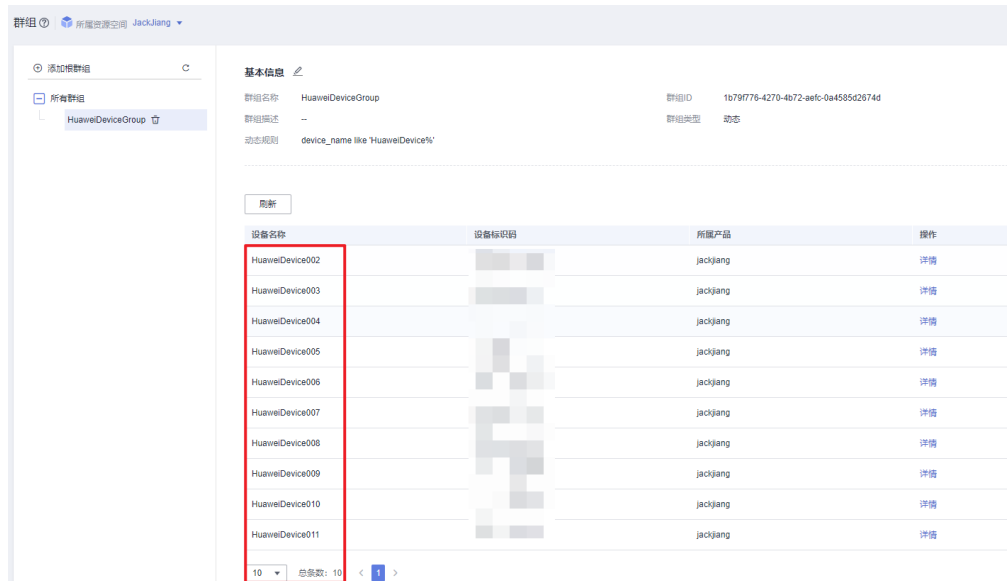 群组 所属资源空间 JackJiang
添加根群组
所有群组
HuaweiDeviceGroup
基本信息
群组名称 HuaweiDeviceGroup 群组ID 1b79f776-4270-4b72-aefc-0a4585d2674d
群组描述 -- 群组类型 动态
动态规则 device_name like 'HuaweiDevice%'
刷新
设备名称 设备标识码 所属产品 操作
HuaweiDevice002 jackjiang 详情
HuaweiDevice003 jackjiang 详情
HuaweiDevice004 jackjiang 详情
HuaweiDevice005 jackjiang 详情
HuaweiDevice006 jackjiang 详情
HuaweiDevice007 jackjiang 详情
HuaweiDevice008 jackjiang 详情
HuaweiDevice009 jackjiang 详情
HuaweiDevice010 jackjiang 详情
HuaweiDevice011 jackjiang 详情
10 总条数: 10 < 1 >